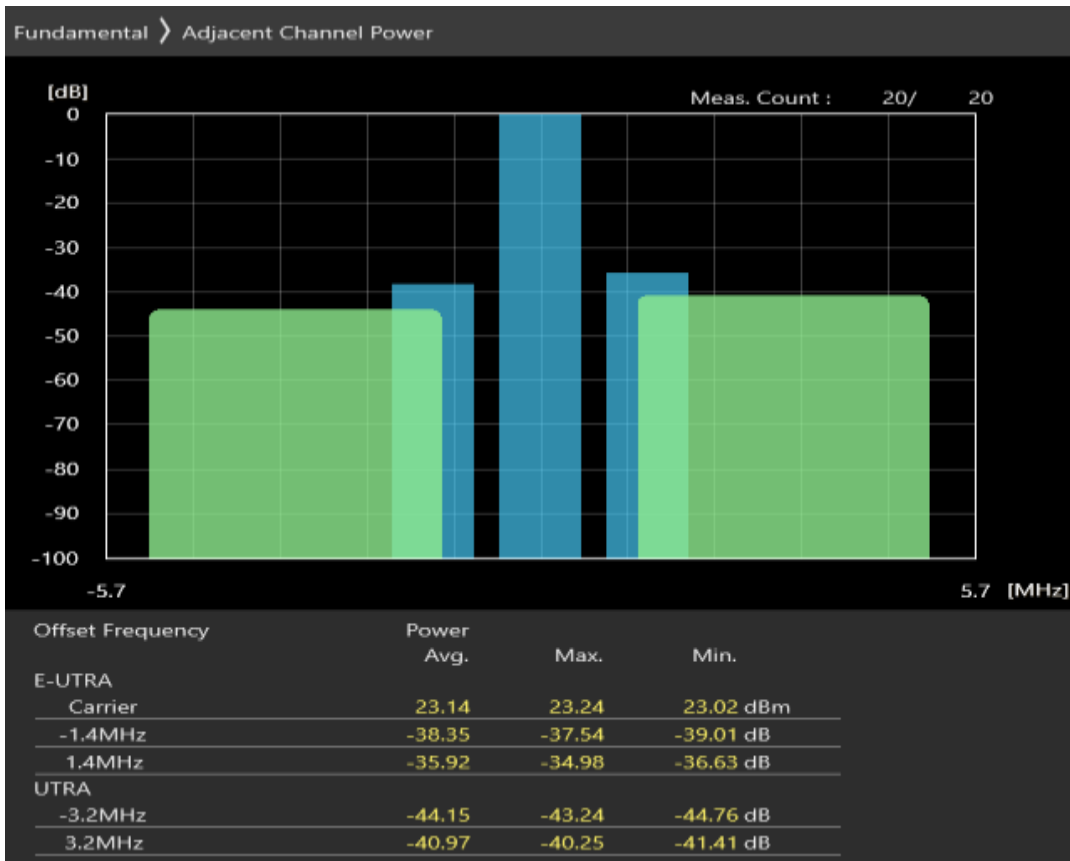 Fundamental 〉 Adjacent Channel Power
[dB]
Meas. Count : 20/ 20
0
-10
-20
-30
-40
-50
-60
-70
-80
-90
-100
-5.7 5.7 [MHz]
Offset Frequency Power
Avg. Max. Min.
E-UTRA
Carrier 23.14 23.24 23.02 dBm
-1.4MHz -38.35 -37.54 -39.01 dB
1.4MHz -35.92 -34.98 -36.63 dB
UTRA
-3.2MHz -44.15 -43.24 -44.76 dB
3.2MHz -40.97 -40.25 -41.41 dB